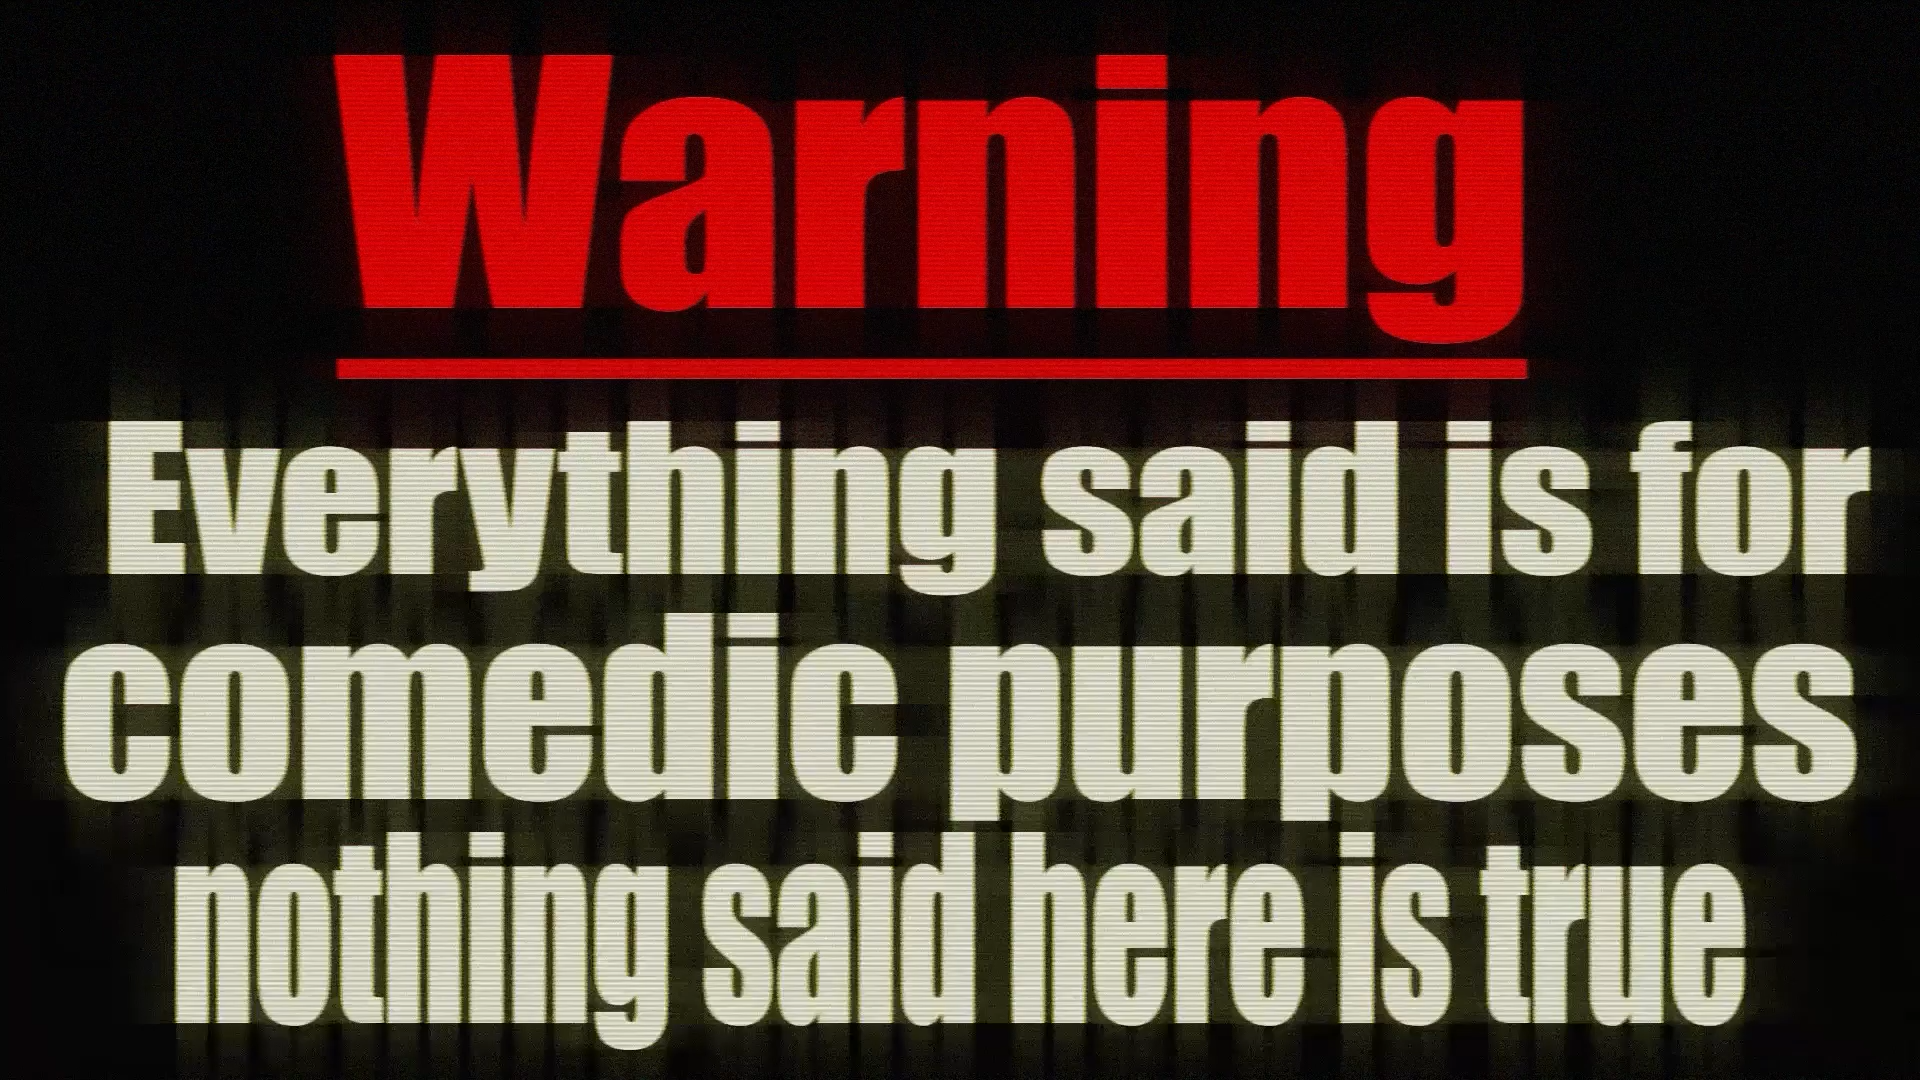 Warning
Everything said is for
comedic purposes
nothing said here is true